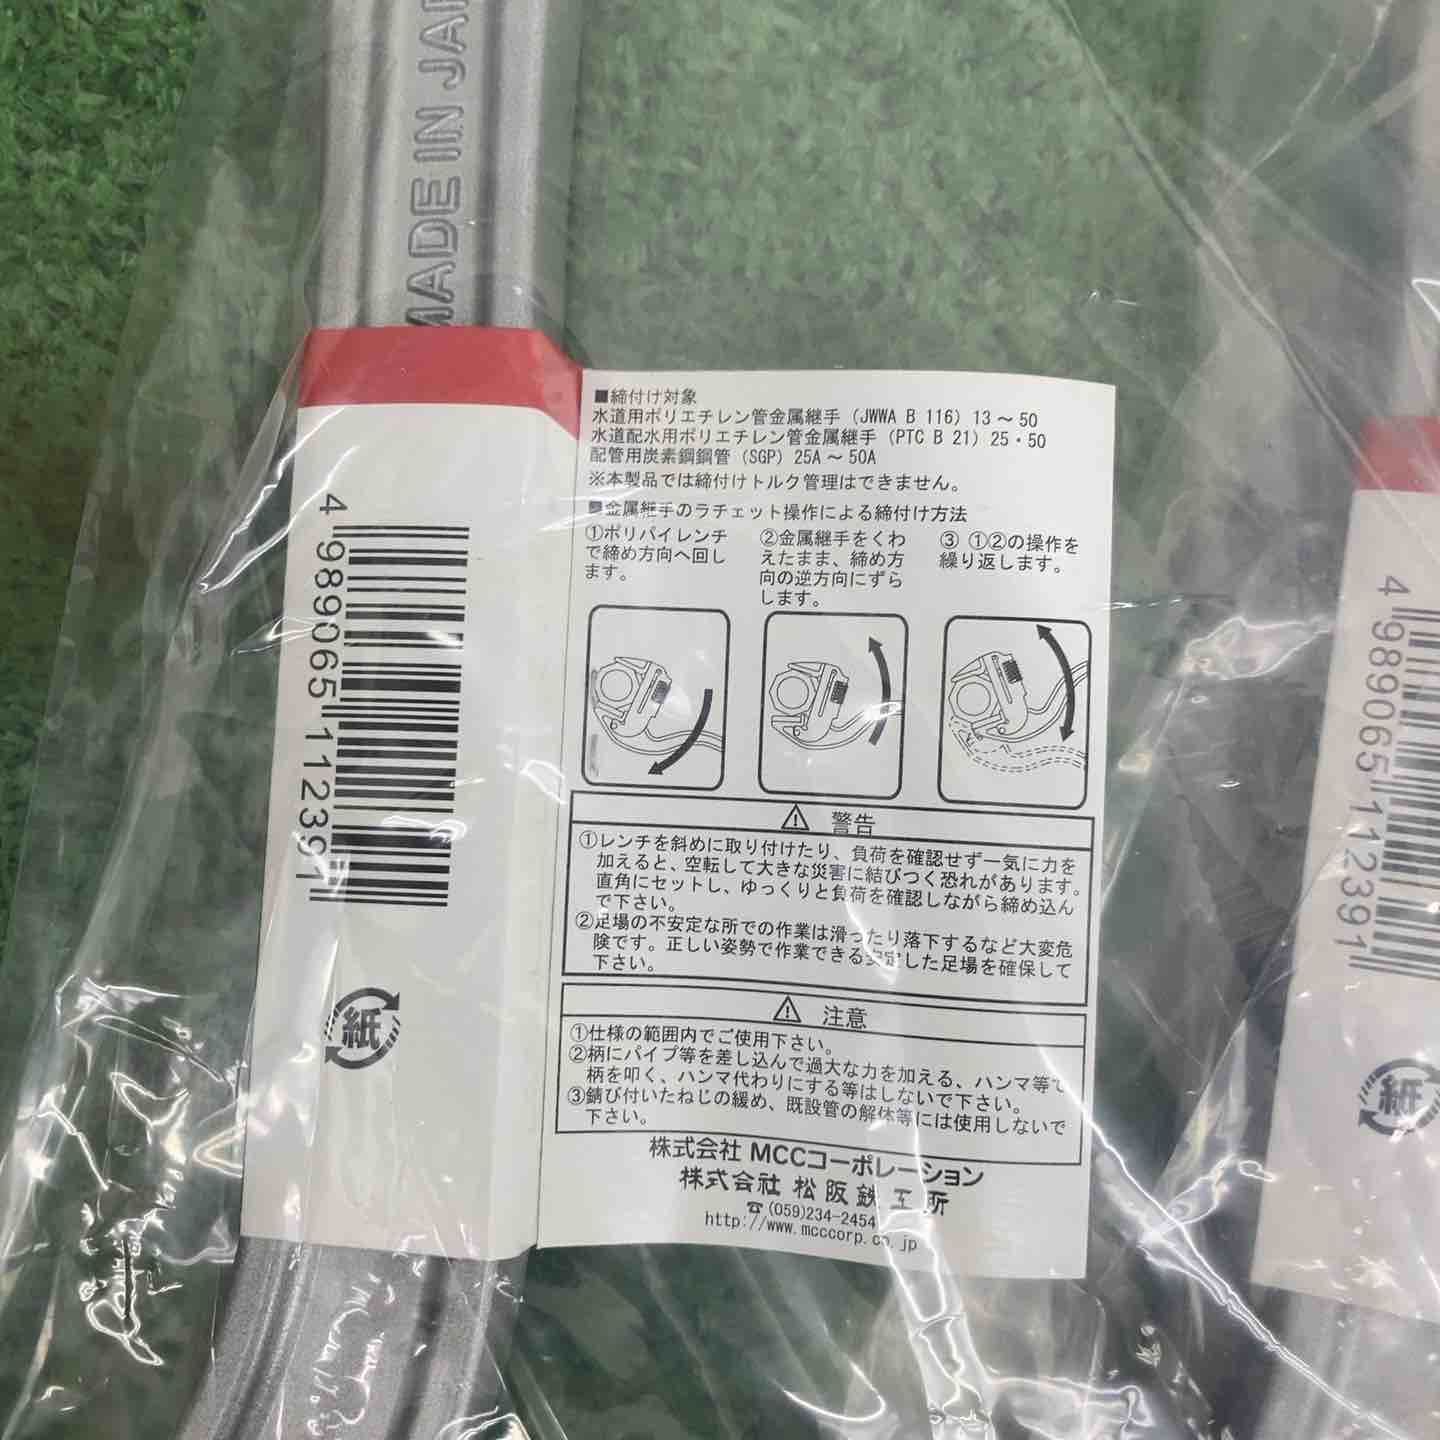 MADE IN JAP
4 989065 112391
紙
■締付け対象
水道用ポリエチレン管金属継手 (JWWA B 116) 13～50
水道配水用ポリエチレン管金属継手 (PTC B 21) 25・50
配管用炭素鋼鋼管 (SGP) 25A～50A
※本製品では締付けトルク管理はできません。
■金属継手のラチェット操作による締付け方法
①ポリパイレンチ
で締め方向へ回し
ます。
②金属継手をくわ
えたまま、締め方
向の逆方向にずら
します。
③ ①②の操作を
繰り返します。
警告
①レンチを斜めに取り付けたり、負荷を確認せず一気に力を
加えると、空転して大きな災害に結びつく恐れがあります。
直角にセットし、ゆっくりと負荷を確認しながら締め込ん
で下さい。
②足場の不安定な所での作業は滑ったり落下するなど大変危
険です。正しい姿勢で作業できる安定した足場を確保して
下さい。
注意
①仕様の範囲内でご使用下さい。
②柄にパイプ等を差し込んで過大な力を加える、ハンマ等で
柄を叩く、ハンマ代わりにする等はしないで下さい。
③錆び付いたねじの緩め、既設管の解体等には使用しないで
下さい。
株式会社 MCCコーポレーション
株式会社 松阪鉄工所
☎(059)234-2454
http://www.mcccorp.co.jp
4 989065 112391
紙